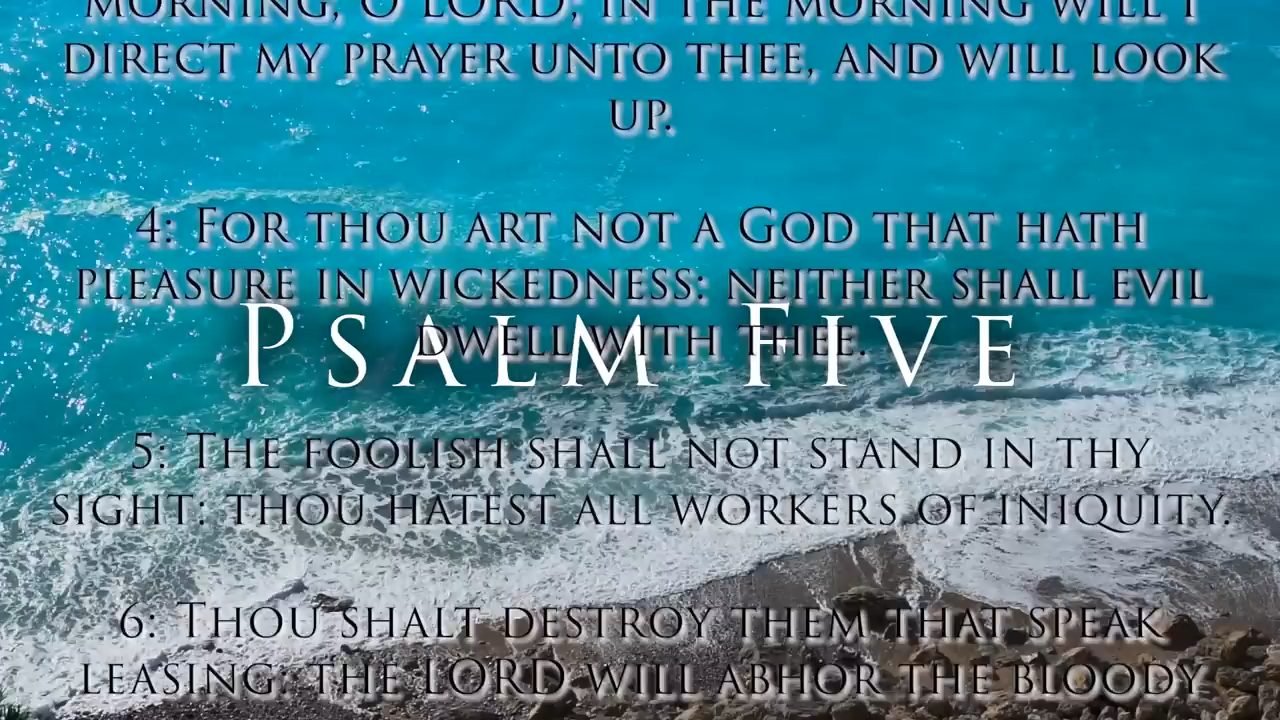 MORNING, O LORD; IN THE MORNING WILL I
DIRECT MY PRAYER UNTO THEE, AND WILL LOOK
UP.
4: FOR THOU ART NOT A GOD THAT HATH
PLEASURE IN WICKEDNESS: NEITHER SHALL EVIL
DWELL WITH THEE.
PSALM FIVE
5: THE FOOLISH SHALL NOT STAND IN THY
SIGHT: THOU HATEST ALL WORKERS OF INIQUITY.
6: THOU SHALT DESTROY THEM THAT SPEAK
LEASING: THE LORD WILL ABHOR THE BLOODY